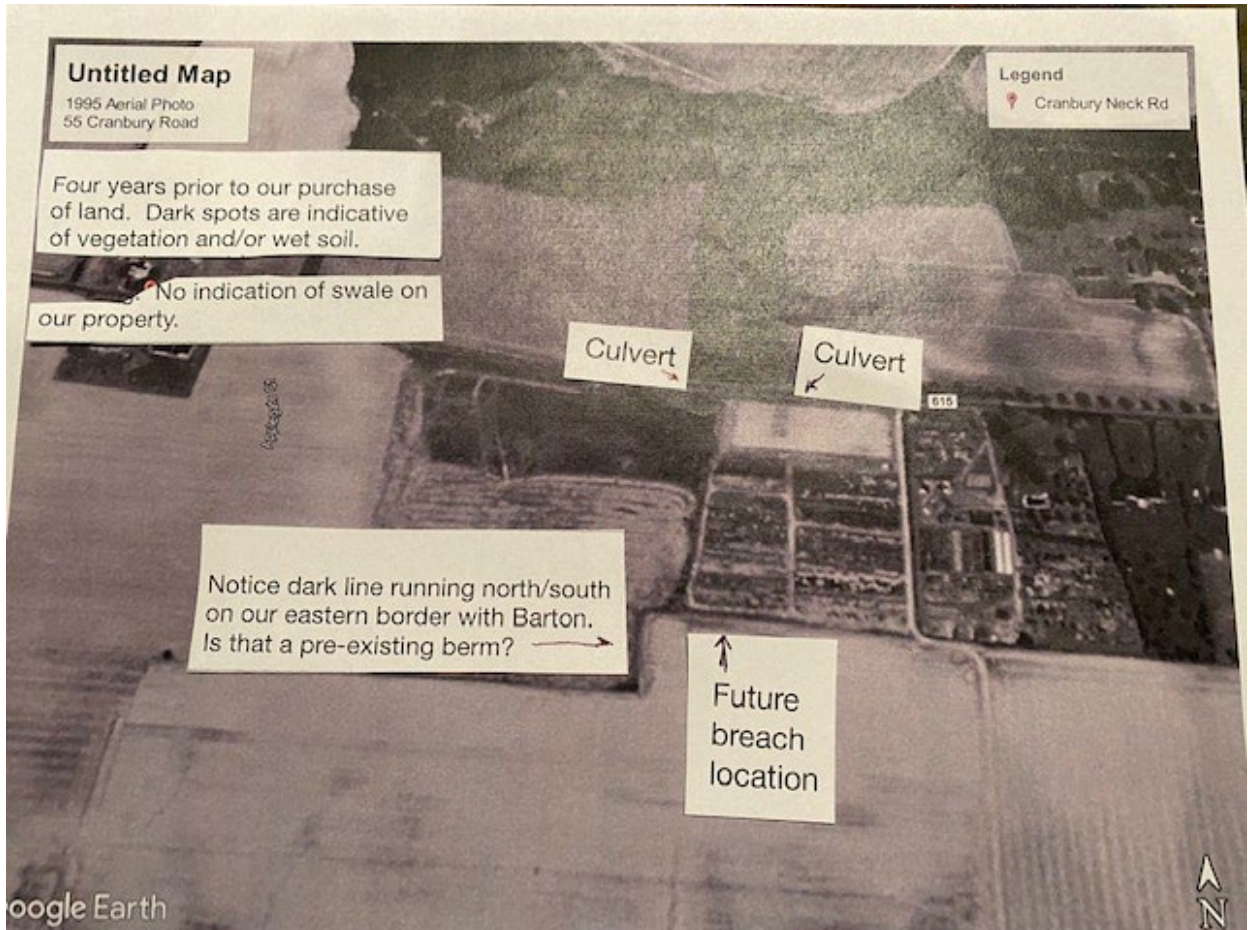 Untitled Map
1995 Aerial Photo
55 Cranbury Road
Legend
Cranbury Neck Rd
Four years prior to our purchase
of land. Dark spots are indicative
of vegetation and/or wet soil.
No indication of swale on
our property.
Culvert
Culvert
615
Notice dark line running north/south
on our eastern border with Barton.
Is that a pre-existing berm?
Future
breach
location
oogle Earth
N